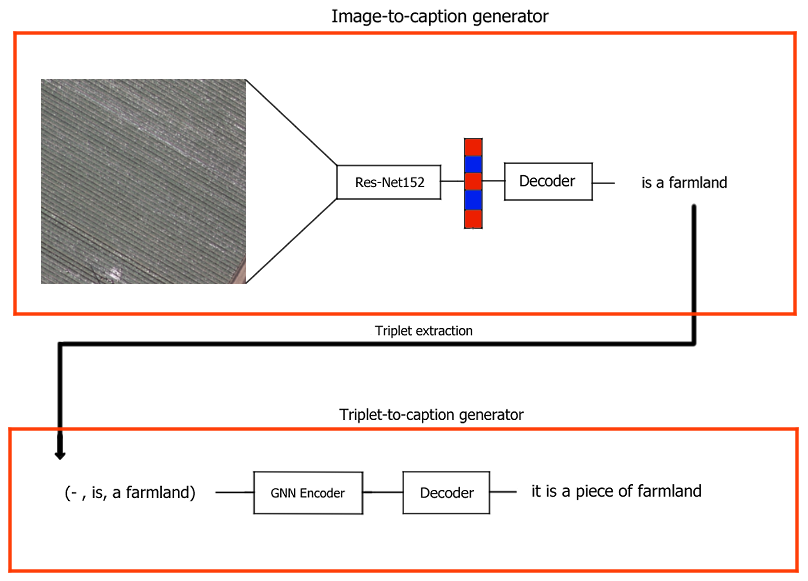 Image-to-caption generator
Res-Net152
Decoder
is a farmland
Triplet extraction
Triplet-to-caption generator
(- , is, a farmland)
GNN Encoder
Decoder
it is a piece of farmland